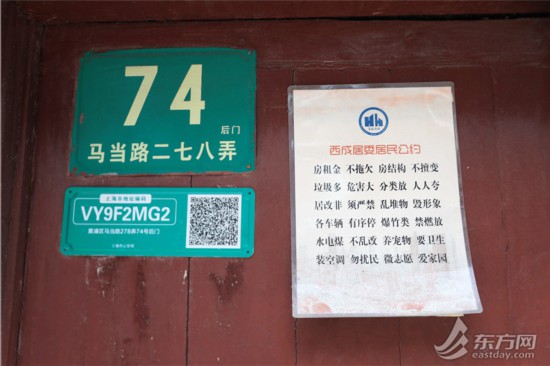 74
后门
马当路二七八弄
上海市地址编码
VY9F2MG2
黄浦区马当路278弄74号后门
西成居委居民公约
房租金 不拖欠 房结构 不擅变
垃圾多 危害大 分类放 人人夸
居改非 须严禁 乱堆物 毁形象
各车辆 有序停 爆竹类 禁燃放
水电煤 不乱改 养宠物 要卫生
装空调 勿扰民 微志愿 爱家园
东方网
eastday.com